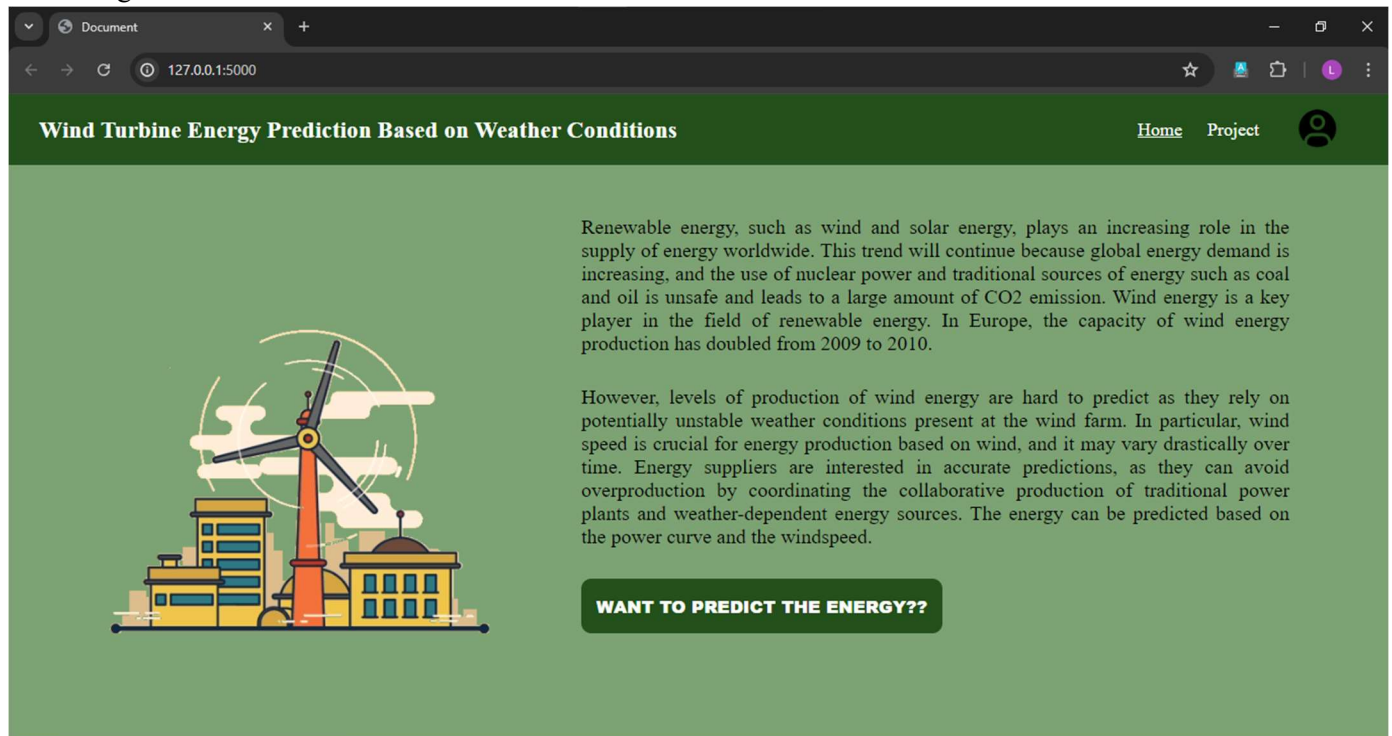 Document
127.0.0.1:5000
L
Wind Turbine Energy Prediction Based on Weather Conditions
Home Project
Renewable energy, such as wind and solar energy, plays an increasing role in the
supply of energy worldwide. This trend will continue because global energy demand is
increasing, and the use of nuclear power and traditional sources of energy such as coal
and oil is unsafe and leads to a large amount of CO2 emission. Wind energy is a key
player in the field of renewable energy. In Europe, the capacity of wind energy
production has doubled from 2009 to 2010.
However, levels of production of wind energy are hard to predict as they rely on
potentially unstable weather conditions present at the wind farm. In particular, wind
speed is crucial for energy production based on wind, and it may vary drastically over
time. Energy suppliers are interested in accurate predictions, as they can avoid
overproduction by coordinating the collaborative production of traditional power
plants and weather-dependent energy sources. The energy can be predicted based on
the power curve and the windspeed.
WANT TO PREDICT THE ENERGY??